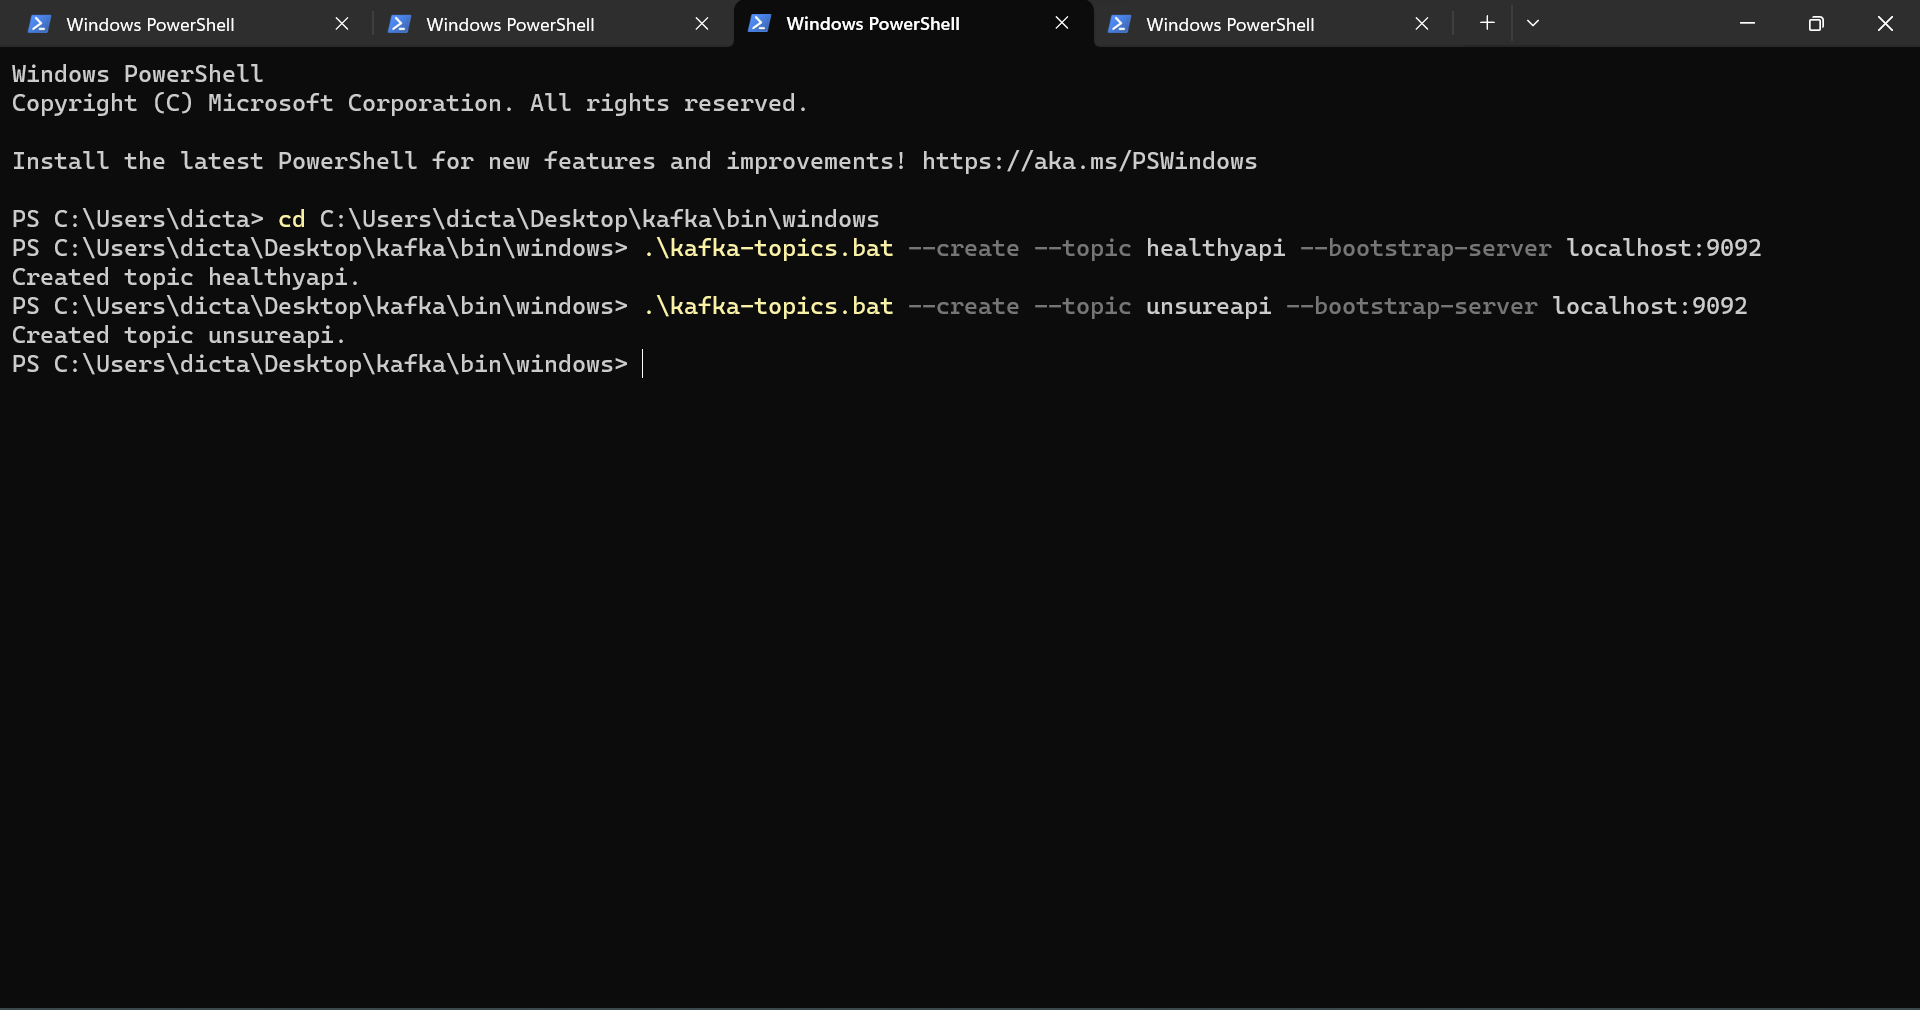 Windows PowerShell
Windows PowerShell
Windows PowerShell
Windows PowerShell
Windows PowerShell
Copyright (C) Microsoft Corporation. All rights reserved.
Install the latest PowerShell for new features and improvements! https://aka.ms/PSWindows
PS C:\Users\dicta> cd C:\Users\dicta\Desktop\kafka\bin\windows
PS C:\Users\dicta\Desktop\kafka\bin\windows> .\kafka-topics.bat --create --topic healthyapi --bootstrap-server localhost:9092
Created topic healthyapi.
PS C:\Users\dicta\Desktop\kafka\bin\windows> .\kafka-topics.bat --create --topic unsureapi --bootstrap-server localhost:9092
Created topic unsureapi.
PS C:\Users\dicta\Desktop\kafka\bin\windows>